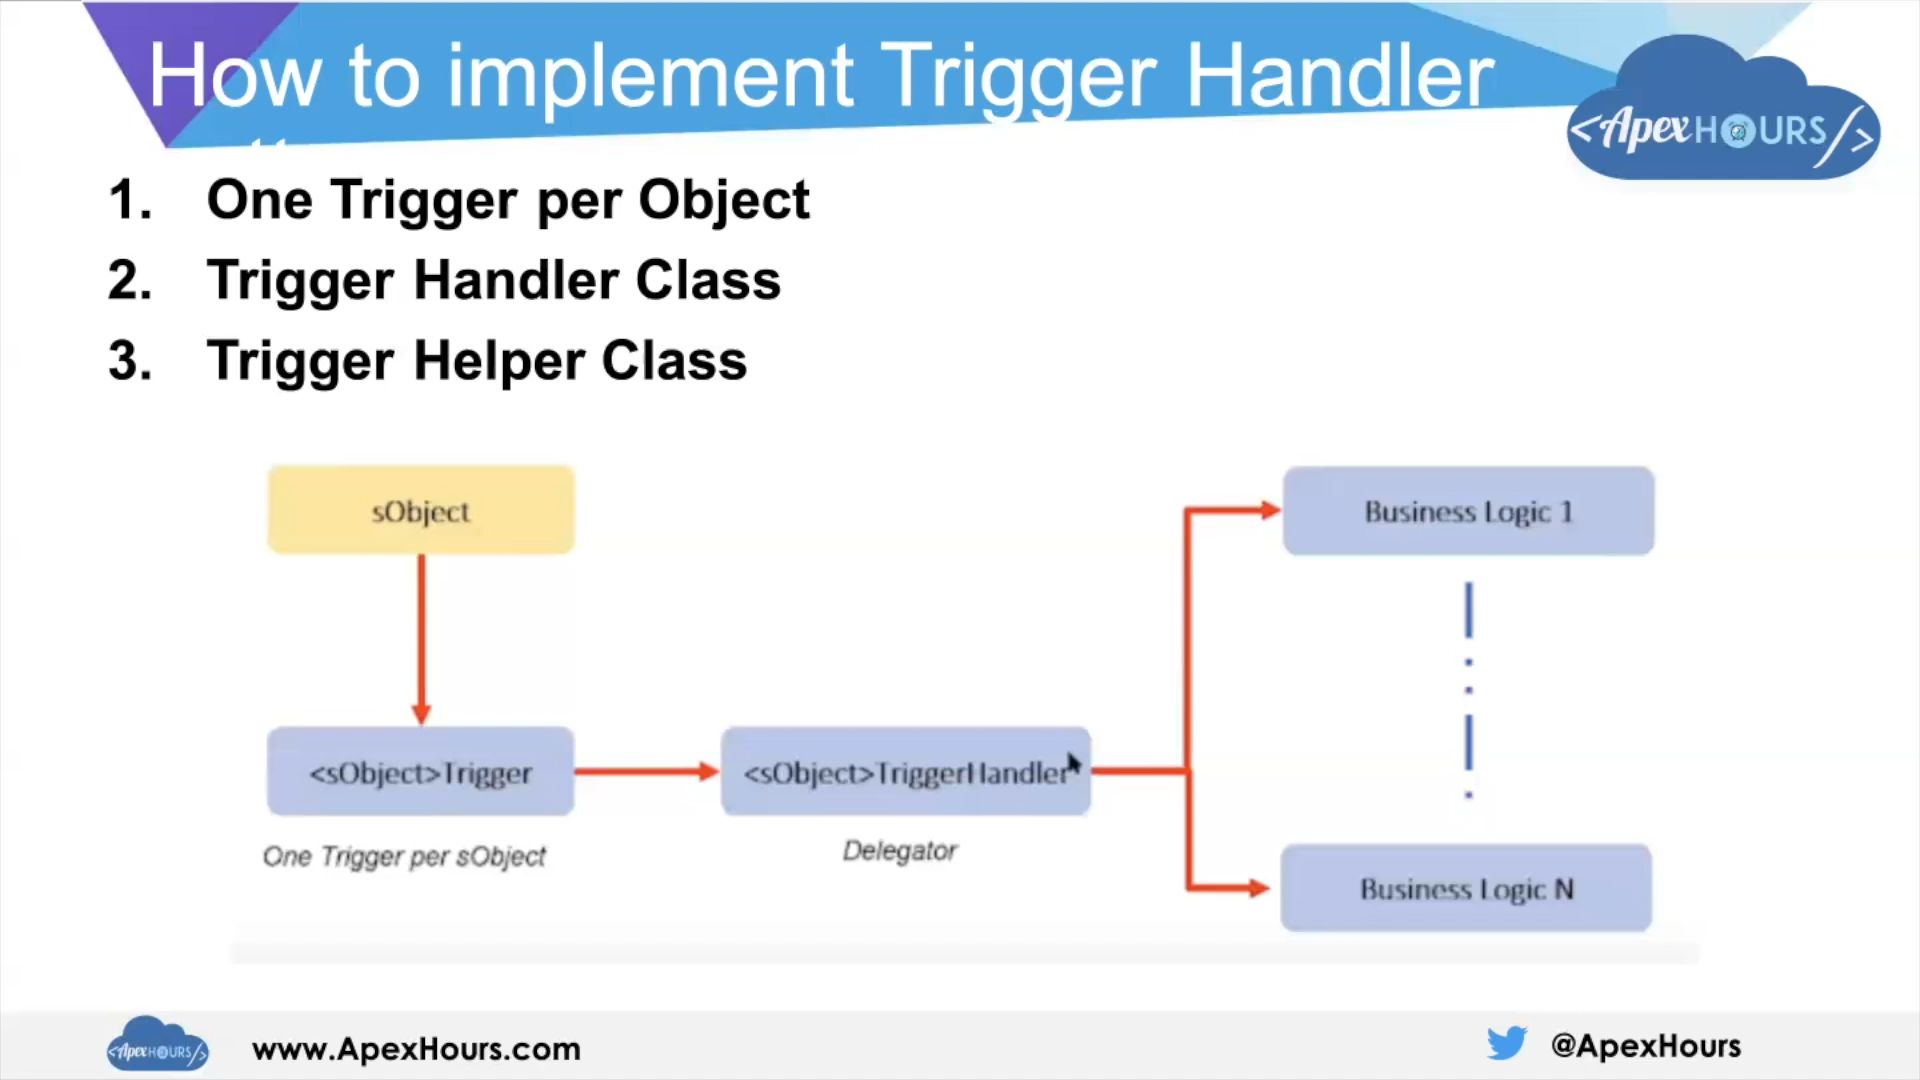 How to implement Trigger Handler
<ApexHOURS/>
1. One Trigger per Object
2. Trigger Handler Class
3. Trigger Helper Class
sObject
Business Logic 1
<sObject>Trigger
<sObject>TriggerHandler
One Trigger per sObject
Delegator
Business Logic N
<ApexHOURS/>
www.ApexHours.com
@ApexHours